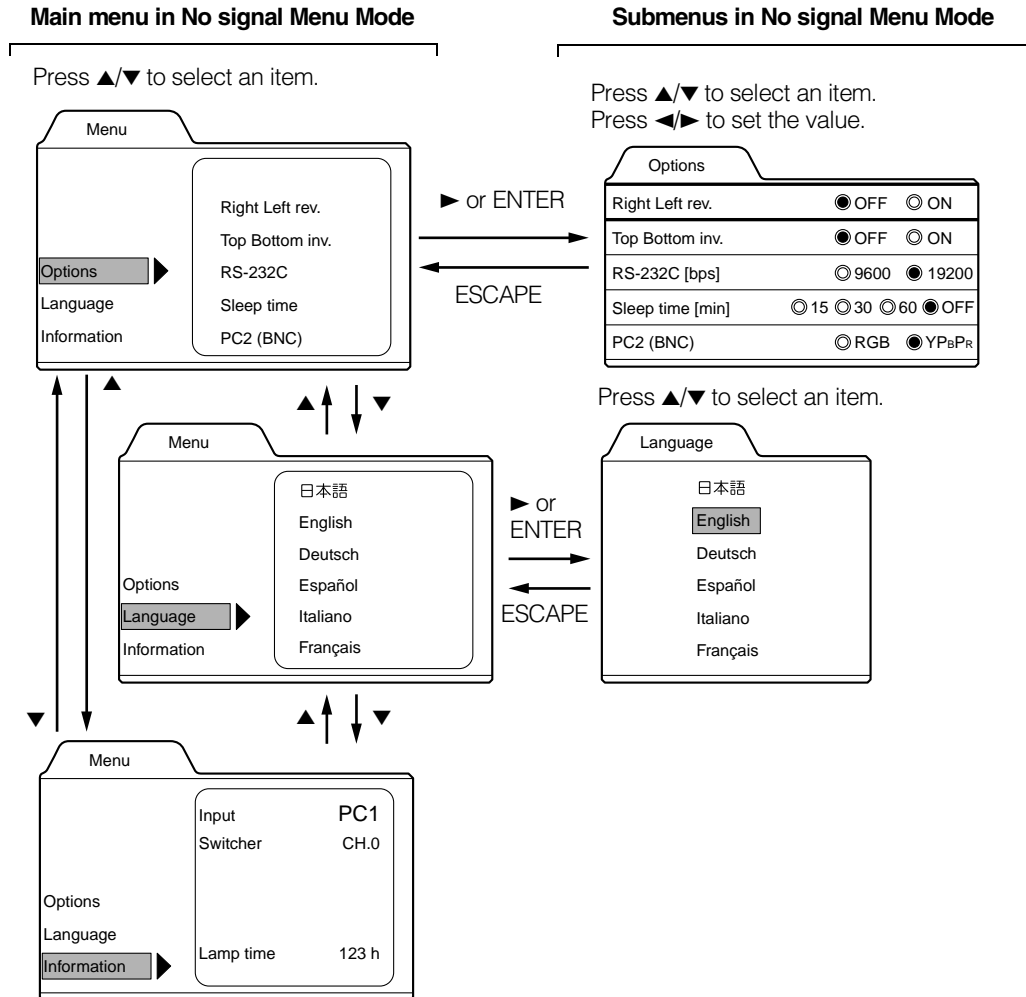 Main menu in No signal Menu Mode
Submenus in No signal Menu Mode
Press ▲/▼ to select an item.
Press ▲/▼ to select an item.
Press ◄/► to set the value.
Menu
Right Left rev.
Top Bottom inv.
Options
RS-232C
Language
Sleep time
Information
PC2 (BNC)
► or ENTER
ESCAPE
Options
Right Left rev. OFF ON
Top Bottom inv. OFF ON
RS-232C [bps] 9600 19200
Sleep time [min] 15 30 60 OFF
PC2 (BNC) RGB YPBPR
▲
▲ ▼
Press ▲/▼ to select an item.
Menu
日本語
English
Deutsch
Options
Español
Language
Italiano
Information
Français
► or
ENTER
ESCAPE
Language
日本語
English
Deutsch
Español
Italiano
Français
▼
▲ ▼
Menu
Input PC1
Switcher CH.0
Options
Language
Lamp time 123 h
Information